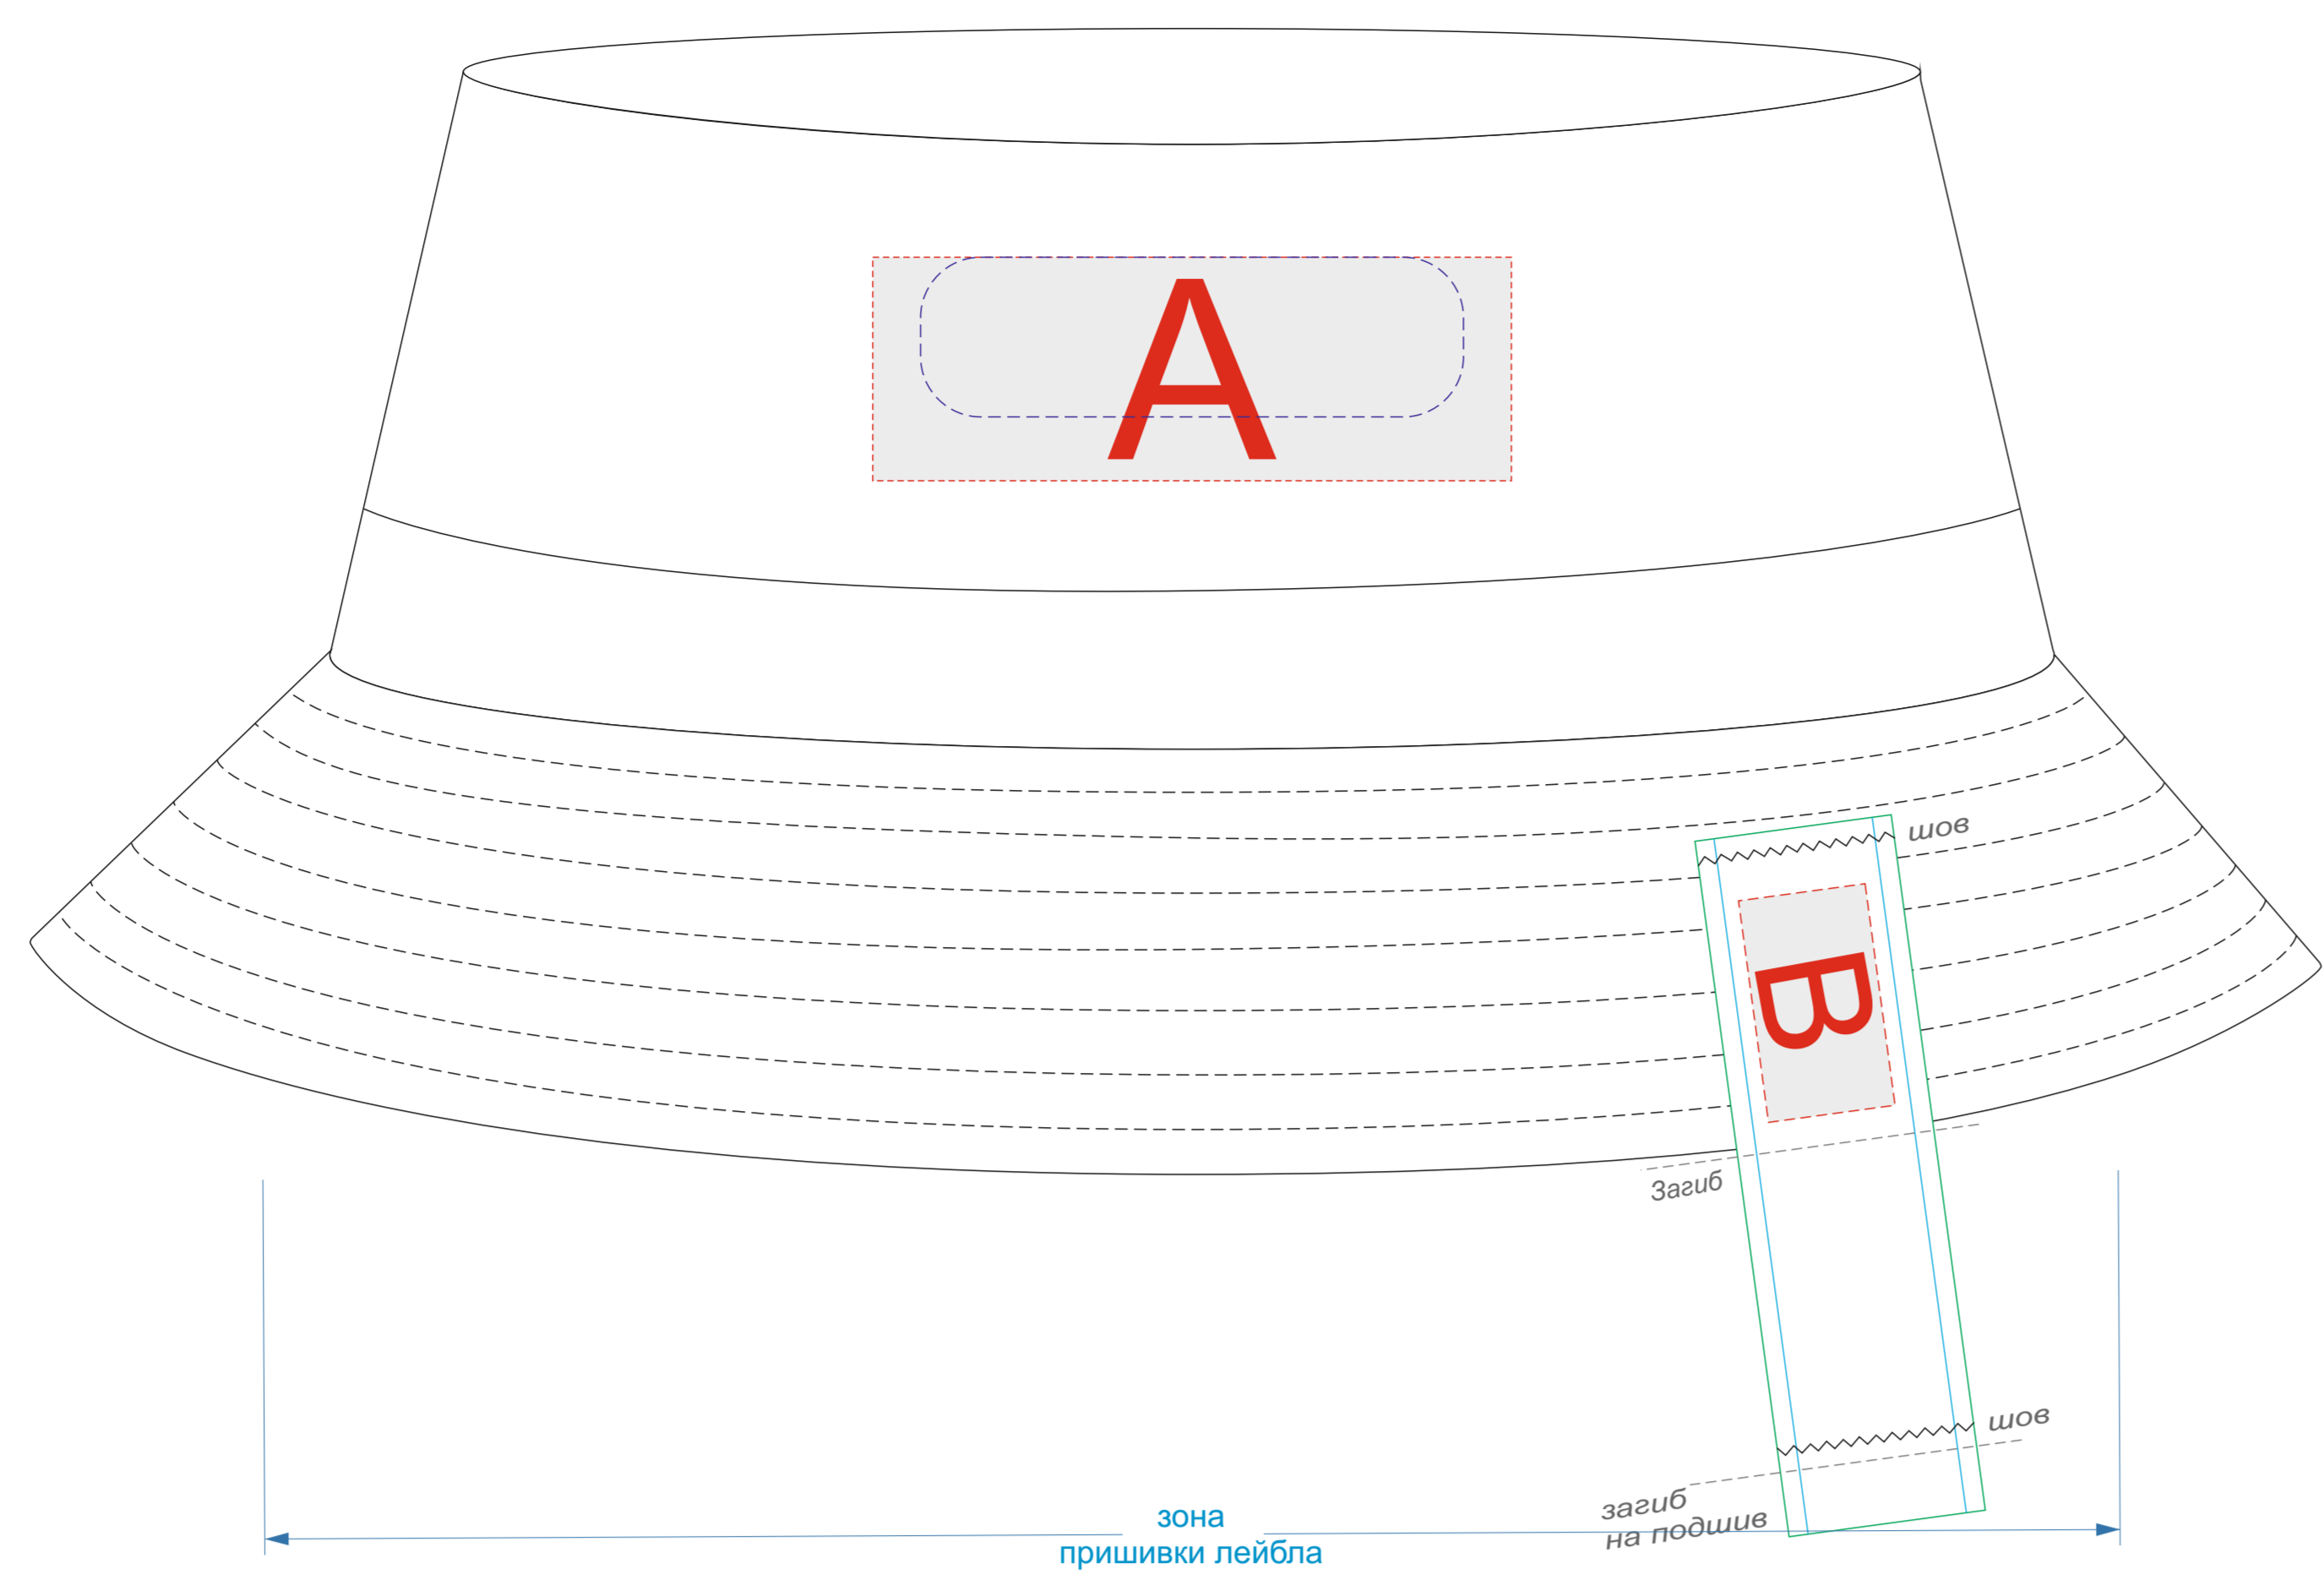 A
шов
B
Загиб
шов
загиб
на подшив
зона
пришивки лейбла